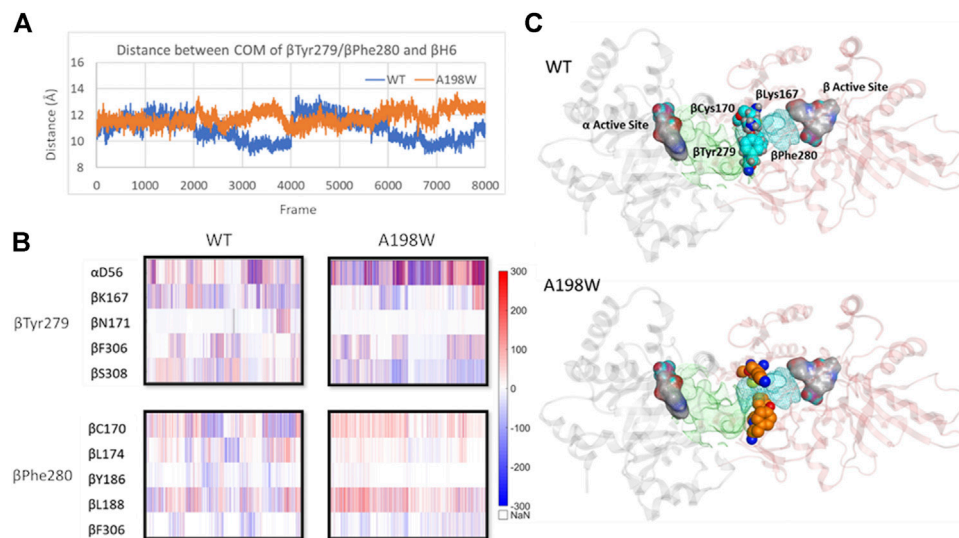 A
Distance between COM of βTyr279/βPhe280 and βH6
WT A198W
Distance (Å)
16
14
12
10
8
0 1000 2000 3000 4000 5000 6000 7000 8000
Frame
B
WT A198W
βTyr279
αD56
βK167
βN171
βF306
βS308
βPhe280
βC170
βL174
βY186
βL188
βF306
300
200
100
0
-100
-200
-300
NaN
C
WT
βLys167
βCys170
β Active Site
α Active Site
βTyr279
βPhe280
A198W